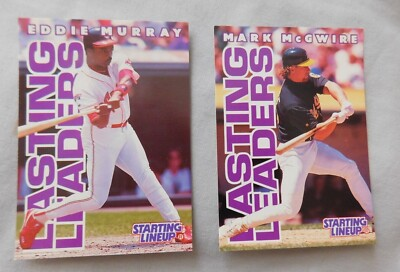 EDDIE MURRAY
LASTING
LEADERS
STARTING
LINEUP
MARK McGWIRE
LASTING
LEADERS
STARTING
LINEUP